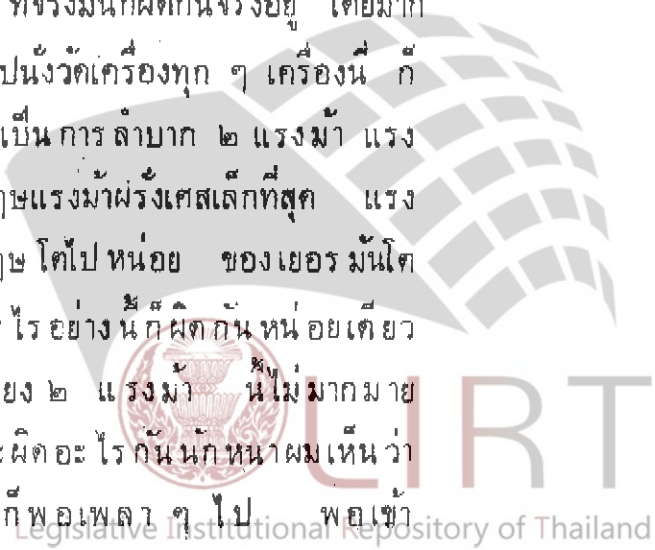 ที่จริงมันก็ผิดกันจริงอยู่ โดยมาก
ปนั่งวัดเครื่องทุก ๆ เครื่องนี้ ก็
เป็นการลำบาก ๒ แรงม้า แรง
ฤษแรงม้าฝรั่งเศสเล็กที่สุด แรง
ฤษ โตไปหน่อย ของเยอรมันโต
ไรอย่างนี้ก็ผิดกันหน่อยเดียว
ยง ๒ แรงม้า นี้ไม่มากมาย
ะผิดอะไรกันนักหนาผมเห็นว่า
ก็พอเพลา ๆ ไป พอเข้า
LIRT
Legislative Institutional Repository of Thailand